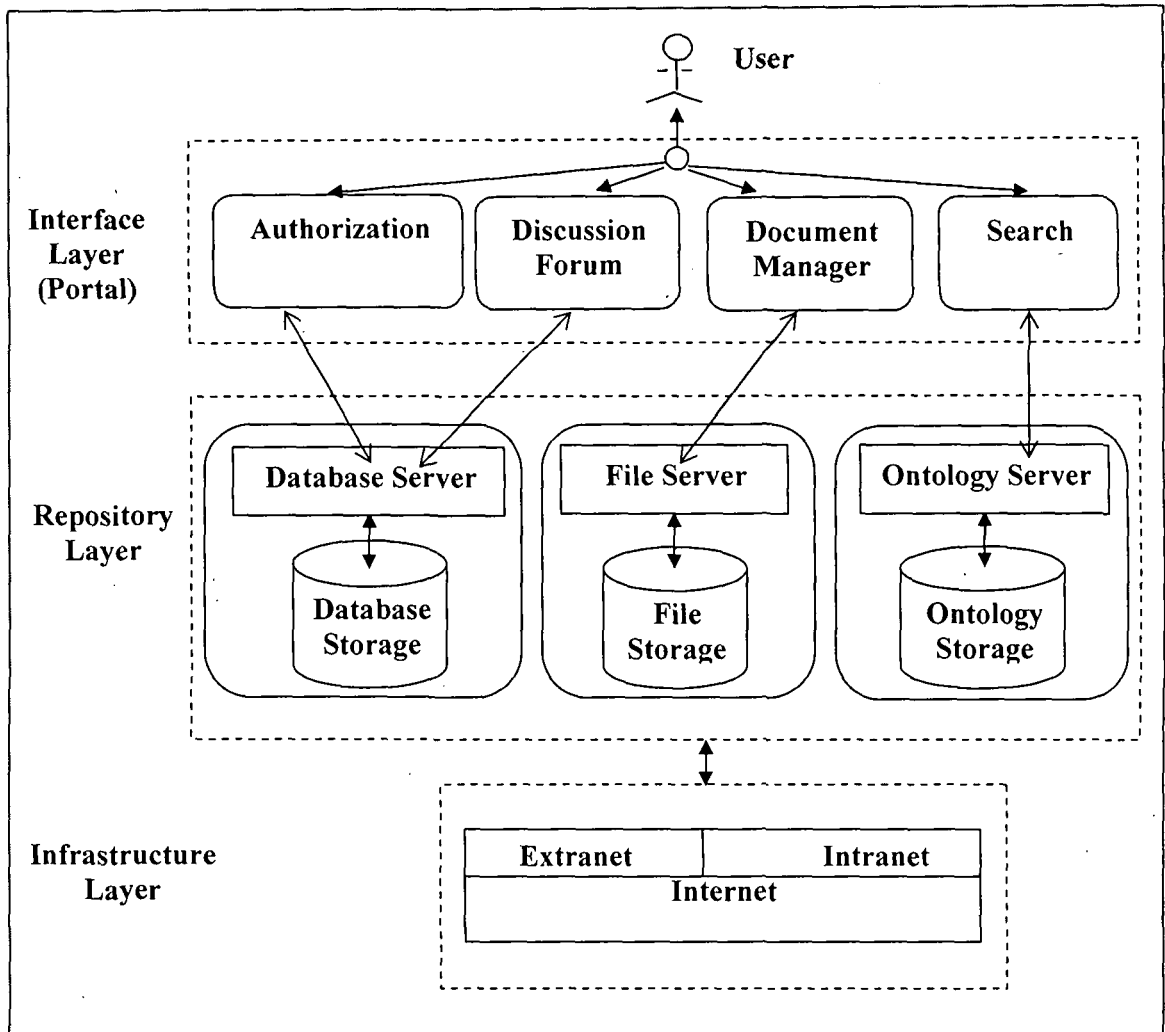 User
Interface
Layer
(Portal)
Authorization
Discussion
Forum
Document
Manager
Search
Repository
Layer
Database Server
File Server
Ontology Server
Database
Storage
File
Storage
Ontology
Storage
Infrastructure
Layer
Extranet
Intranet
Internet